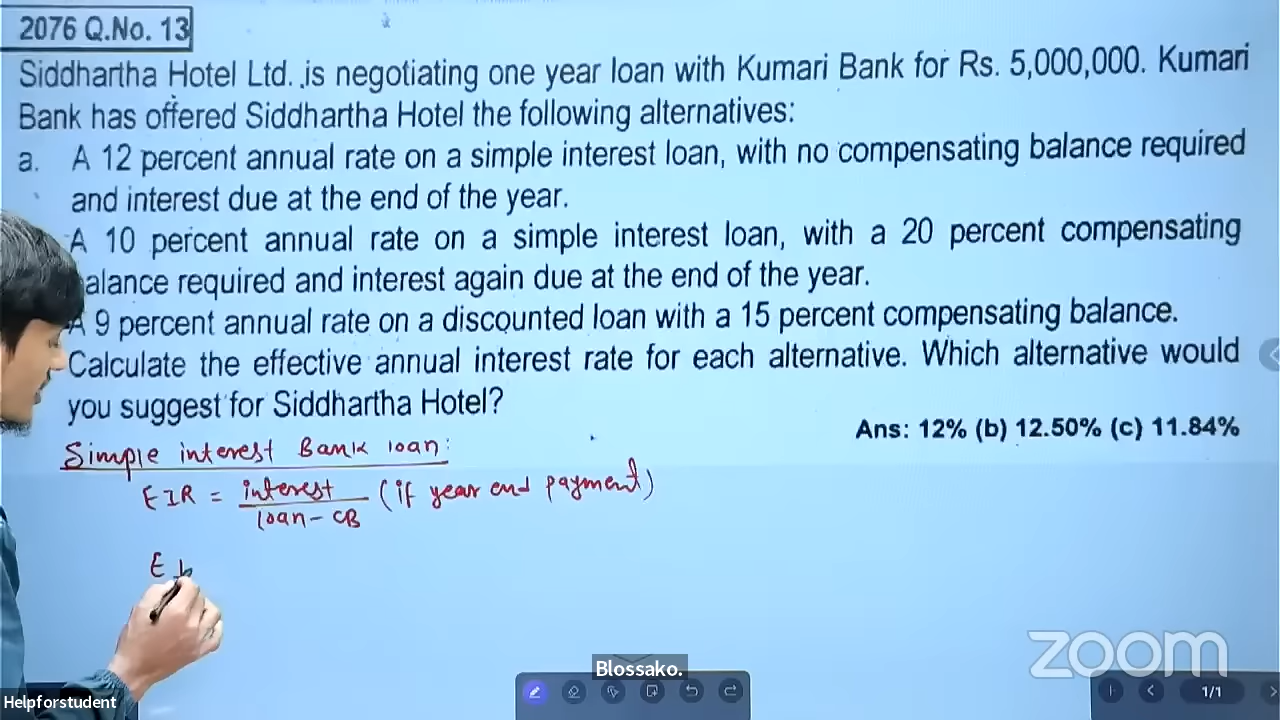 2076 Q.No. 13
Siddhartha Hotel Ltd. is negotiating one year loan with Kumari Bank for Rs. 5,000,000. Kumari
Bank has offered Siddhartha Hotel the following alternatives:
a. A 12 percent annual rate on a simple interest loan, with no compensating balance required
and interest due at the end of the year.
A 10 percent annual rate on a simple interest loan, with a 20 percent compensating
alance required and interest again due at the end of the year.
A 9 percent annual rate on a discounted loan with a 15 percent compensating balance.
Calculate the effective annual interest rate for each alternative. Which alternative would
you suggest for Siddhartha Hotel?
Ans: 12% (b) 12.50% (c) 11.84%
Simple interest Bank loan:
EIR = interest (if year end payment)
loan - CB
E
zoom
Blossako.
Helpforstudent
1/1